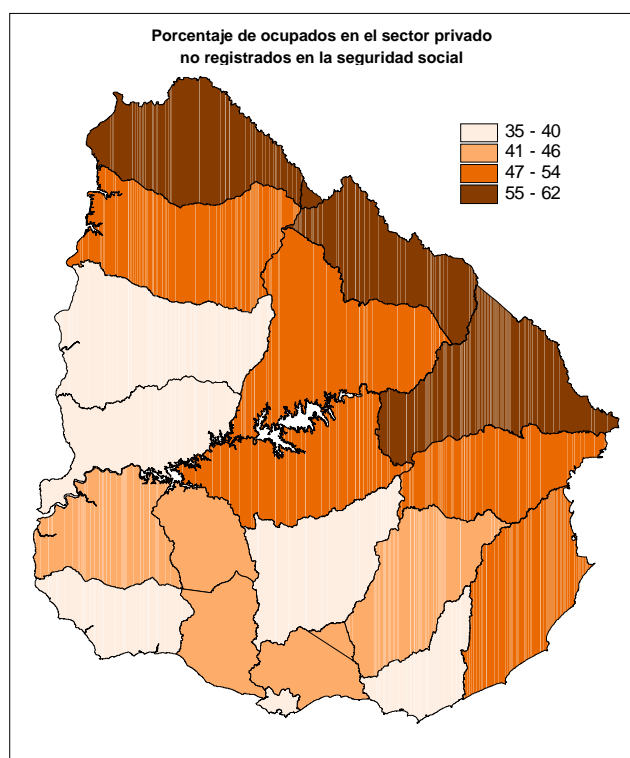 Porcentaje de ocupados en el sector privado
no registrados en la seguridad social
35 - 40
41 - 46
47 - 54
55 - 62